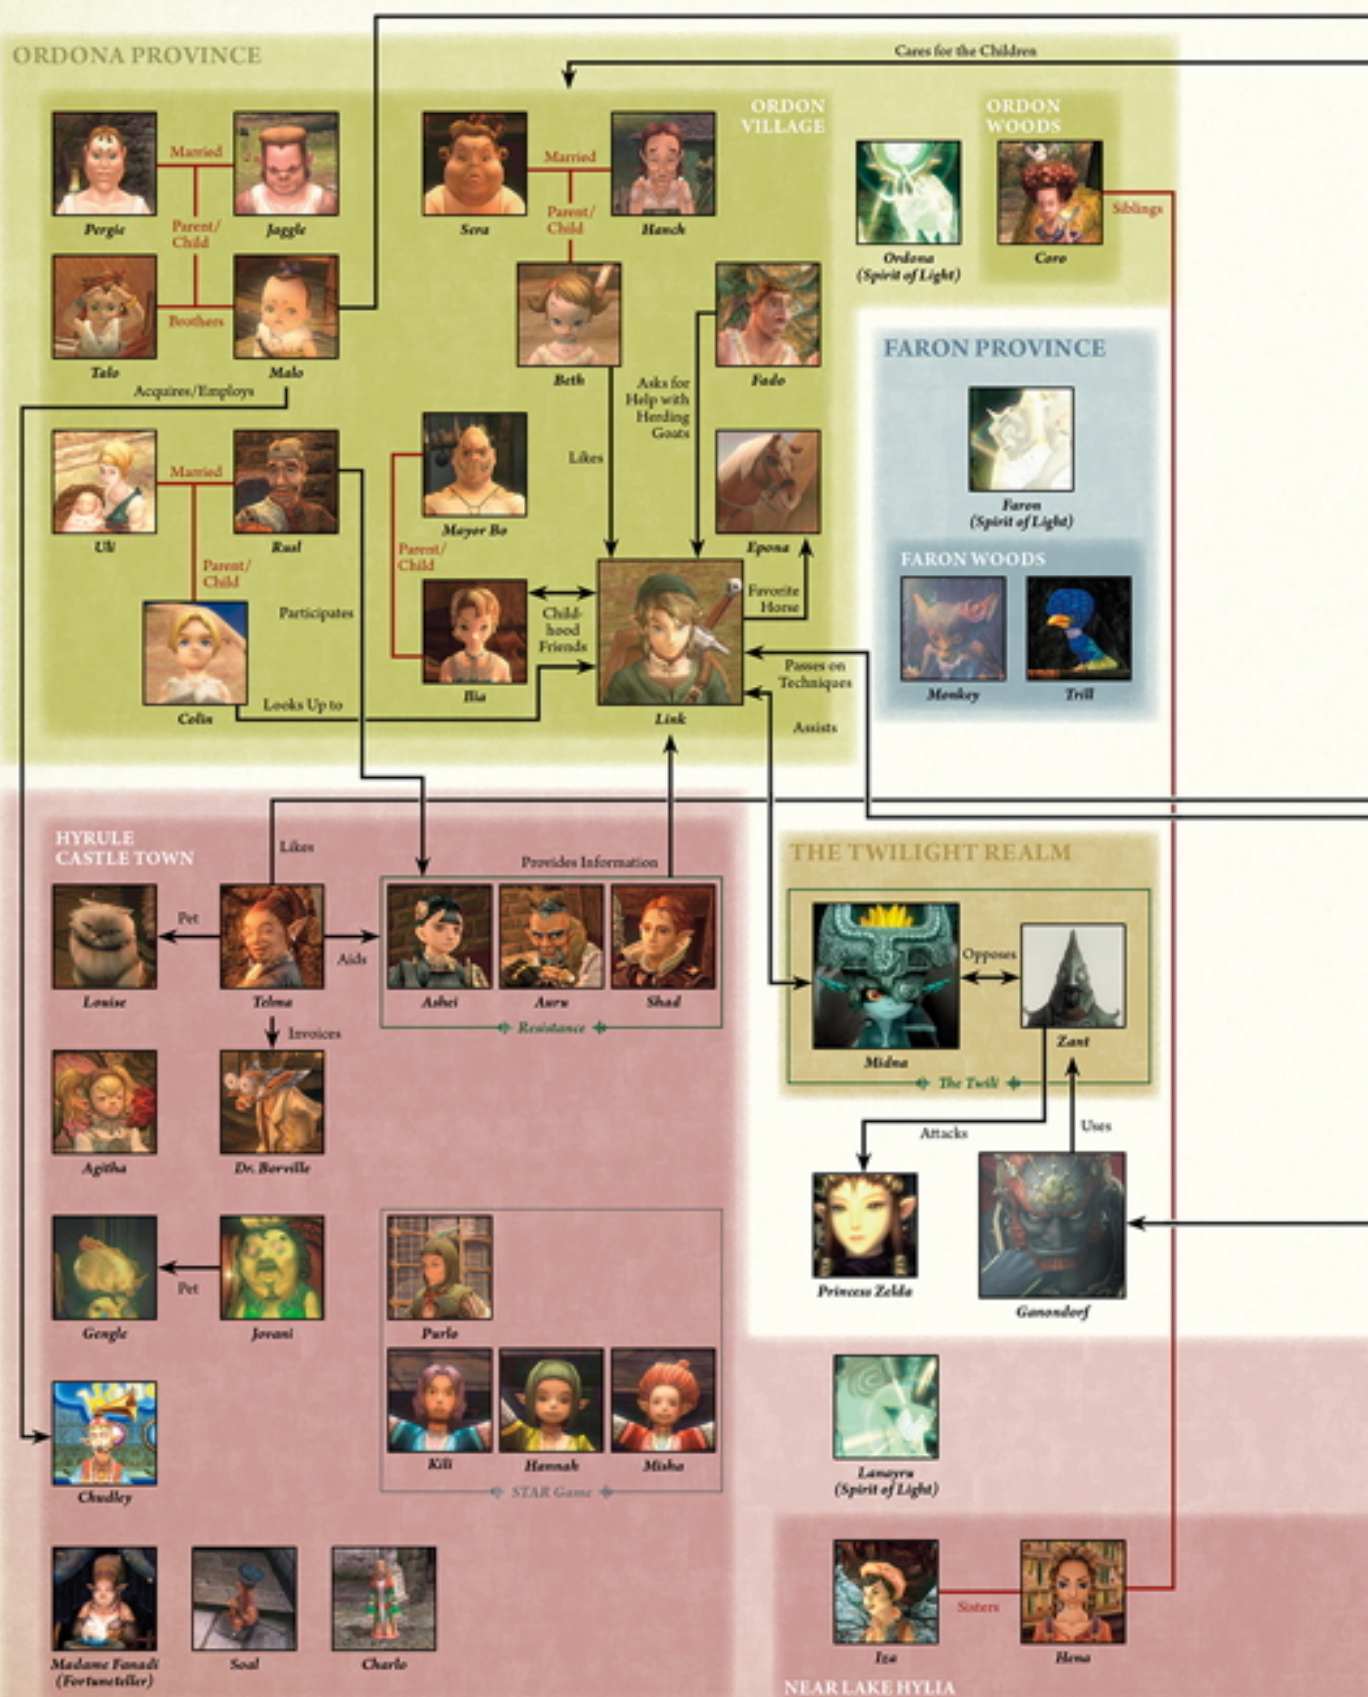 Cares for the Children
ORDONA PROVINCE
ORDON
VILLAGE
ORDON
WOODS
Married
Pergie
Jaggle
Parent/
Child
Married
Sera
Hanch
Parent/
Child
Ordona
(Spirit of Light)
Coro
Siblings
Brothers
Talo
Malo
Beth
Fado
Acquires/Employs
Asks for
Help with
Herding
Goats
Likes
FARON PROVINCE
Faron
(Spirit of Light)
FARON WOODS
Monkey
Trill
Married
Uli
Rusl
Parent/
Child
Colin
Participates
Looks Up to
Mayor Bo
Parent/
Child
Ilia
Child-
hood
Friends
Epona
Favorite
Horse
Link
Passes on
Techniques
Assists
HYRULE
CASTLE TOWN
Likes
Provides Information
Pet
Louise
Telma
Aids
Ashei
Auru
Shad
Resistance
Invoices
Agitha
Dr. Borville
Pet
Gengle
Jovani
Purlo
Kili
Hannah
Misha
STAR Game
Chudley
Madame Fanadi
(Fortuneteller)
Soal
Charlo
THE TWILIGHT REALM
Opposes
Midna
Zant
The Twili
Attacks
Uses
Princess Zelda
Ganondorf
Lanayru
(Spirit of Light)
Sisters
Iza
Hena
NEAR LAKE HYLIA